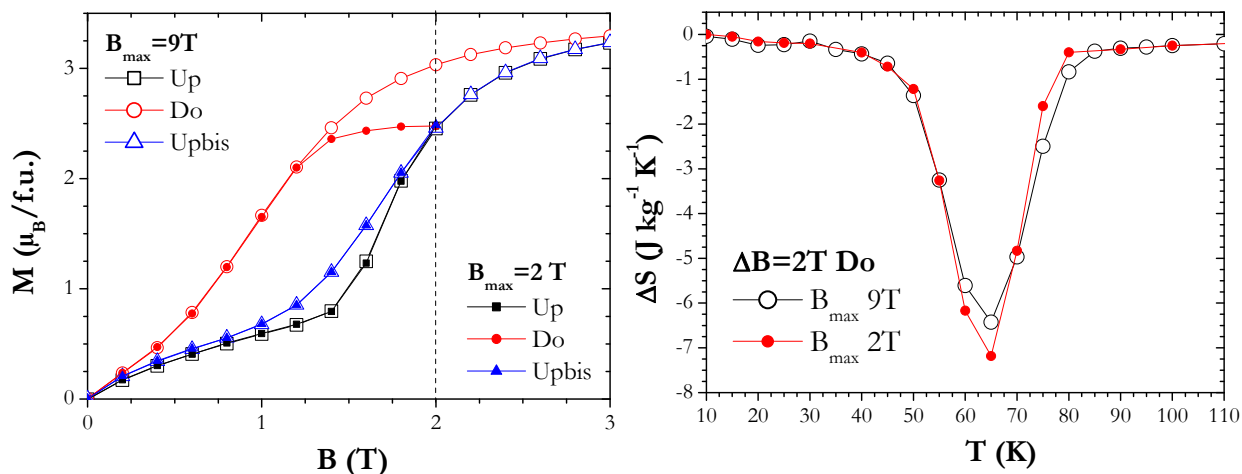 B_max=9T
Up
Do
Upbis
B_max=2 T
Up
Do
Upbis
M (μ_B/f.u.)
0
1
2
3
0
1
2
3
B (T)
ΔS (J kg^-1 K^-1)
0
-1
-2
-3
-4
-5
-6
-7
-8
ΔB=2T Do
B_max 9T
B_max 2T
10 20 30 40 50 60 70 80 90 100 110
T (K)